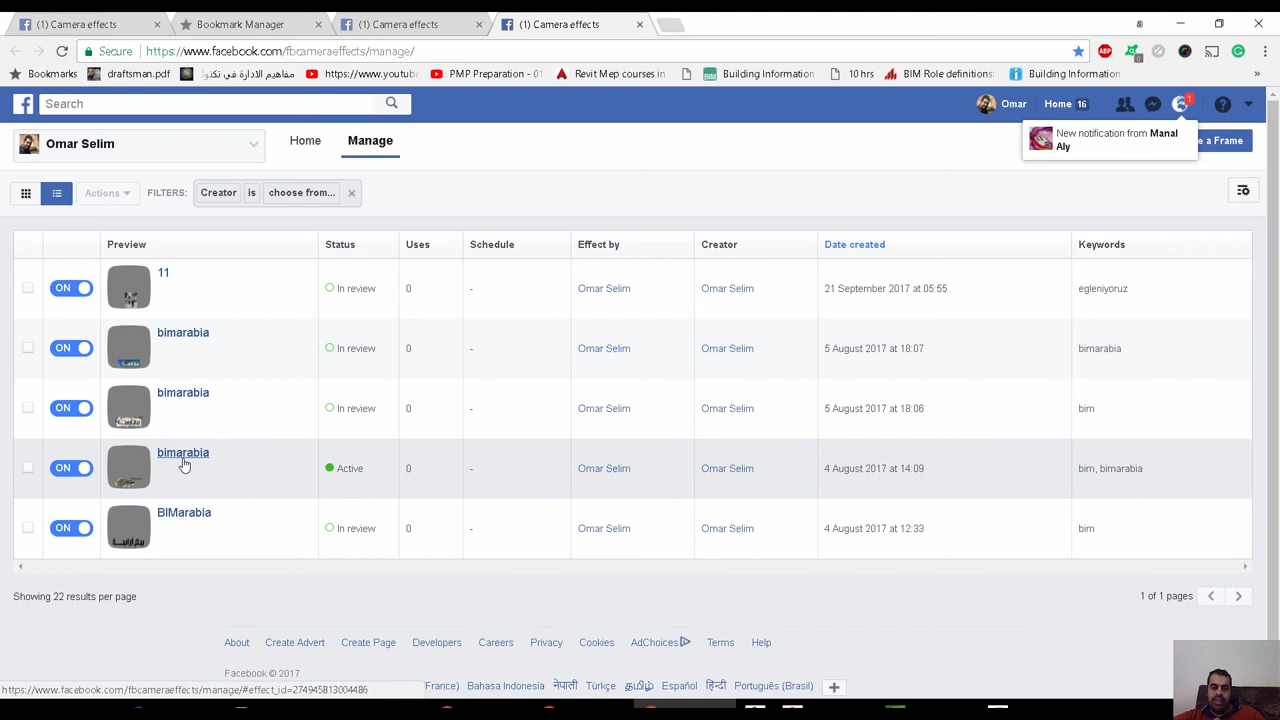 (1) Camera effects
Bookmark Manager
(1) Camera effects
(1) Camera effects
Secure
https://www.facebook.com/fbcameraeffects/manage/
Bookmarks
draftsman.pdf
مفاهيم الادارة في تكنوا
https://www.youtub
PMP Preparation - 01
Revit Mep courses in
Building Information
10 hrs
BIM Role definitions:
Building Information
»
Search
Omar
Home 16
1
New notification from Manal
Aly
e a Frame
Omar Selim
Home
Manage
Actions
FILTERS:
Creator
is
choose from...
Preview
Status
Uses
Schedule
Effect by
Creator
Date created
Keywords
ON
11
In review
0
-
Omar Selim
Omar Selim
21 September 2017 at 05:55
egleniyoruz
ON
bimarabia
In review
0
-
Omar Selim
Omar Selim
5 August 2017 at 18:07
bimarabia
ON
bimarabia
In review
0
-
Omar Selim
Omar Selim
5 August 2017 at 18:06
bim
ON
bimarabia
Active
0
-
Omar Selim
Omar Selim
4 August 2017 at 14:09
bim, bimarabia
ON
BIMarabia
بيم ارابيـا
In review
0
-
Omar Selim
Omar Selim
4 August 2017 at 12:33
bim
Showing 22 results per page
1 of 1 pages
About
Create Advert
Create Page
Developers
Careers
Privacy
Cookies
AdChoices
Terms
Help
Facebook © 2017
https://www.facebook.com/fbcameraeffects/manage/#effect_id=274945813004486
(France)
Bahasa Indonesia
नेपाली
Türkçe
தமிழ்
Español
हिन्दी
Português (Brasil)